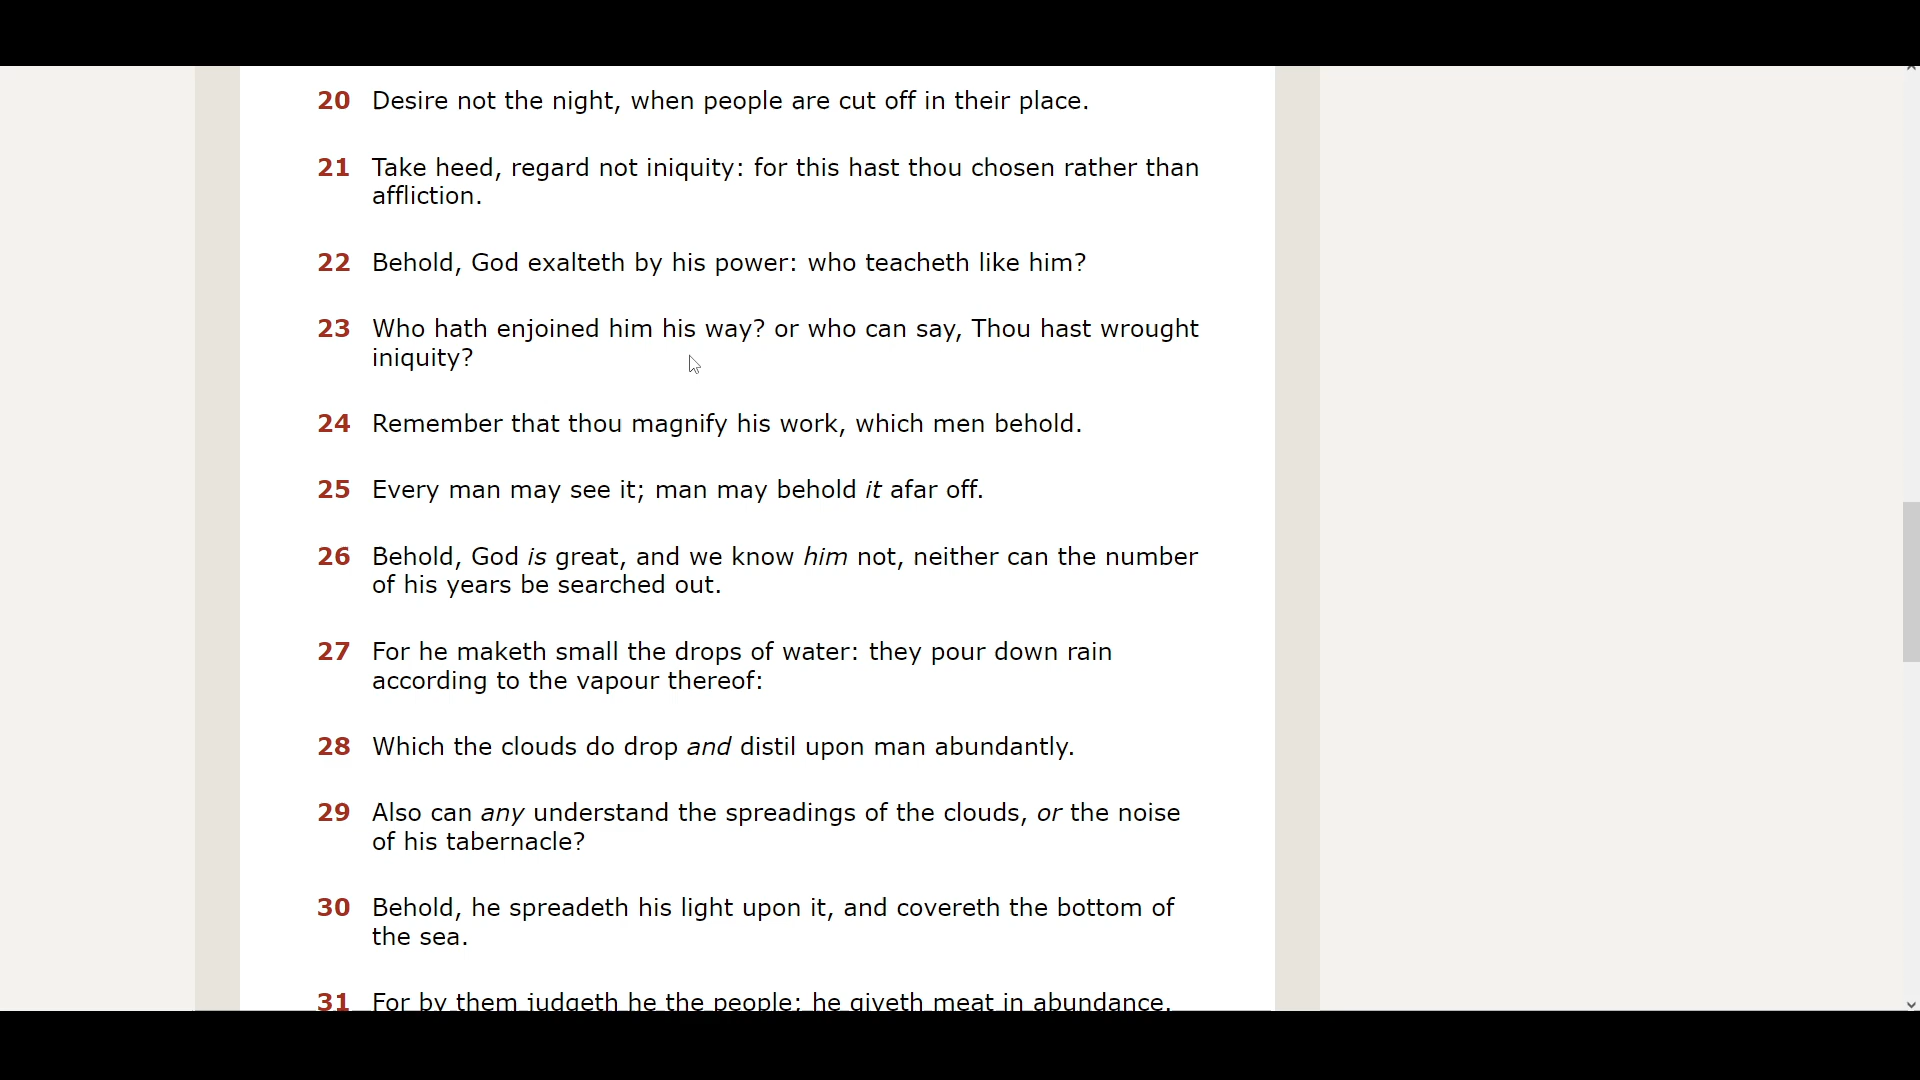 20 Desire not the night, when people are cut off in their place.
21 Take heed, regard not iniquity: for this hast thou chosen rather than
affliction.
22 Behold, God exalteth by his power: who teacheth like him?
23 Who hath enjoined him his way? or who can say, Thou hast wrought
iniquity?
24 Remember that thou magnify his work, which men behold.
25 Every man may see it; man may behold it afar off.
26 Behold, God is great, and we know him not, neither can the number
of his years be searched out.
27 For he maketh small the drops of water: they pour down rain
according to the vapour thereof:
28 Which the clouds do drop and distil upon man abundantly.
29 Also can any understand the spreadings of the clouds, or the noise
of his tabernacle?
30 Behold, he spreadeth his light upon it, and covereth the bottom of
the sea.
31 For by them judgeth he the people; he giveth meat in abundance.